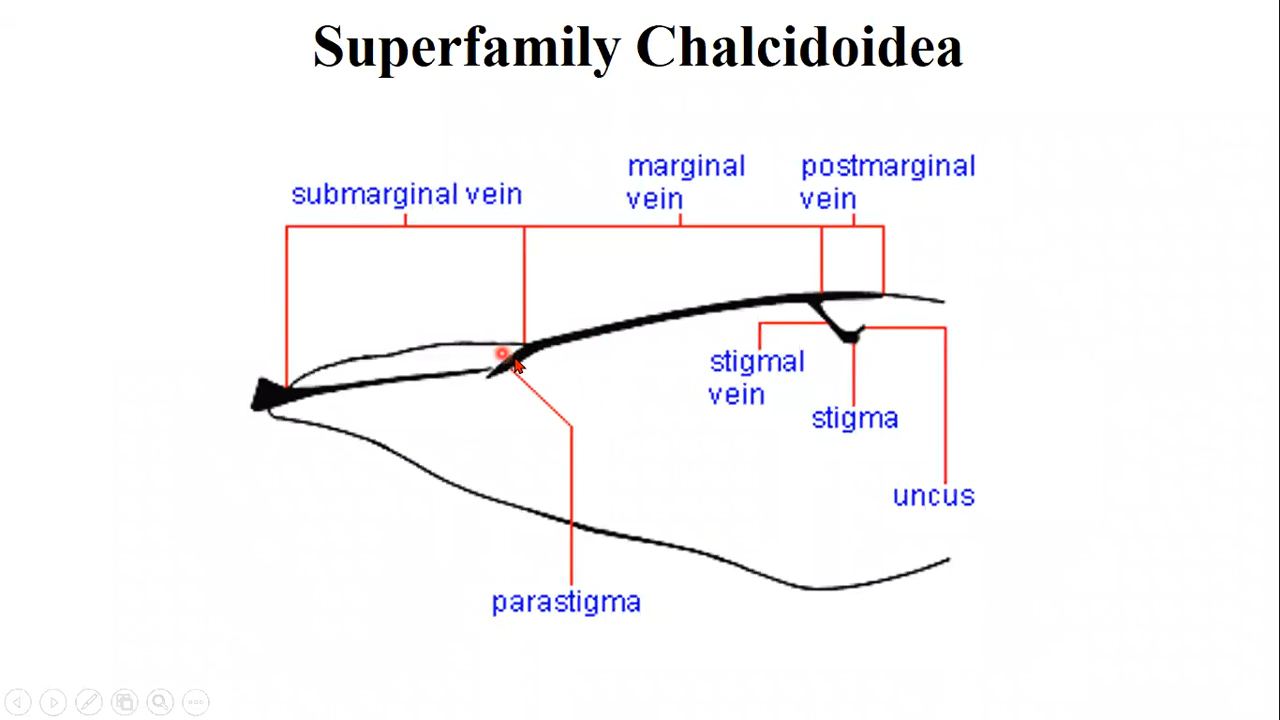 Superfamily Chalcidoidea
submarginal vein
marginal
vein
postmarginal
vein
stigmal
vein
stigma
uncus
parastigma